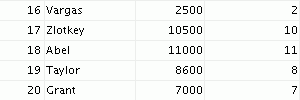 16 Vargas 2500 2
17 Zlotkey 10500 10
18 Abel 11000 11
19 Taylor 8600 8
20 Grant 7000 7